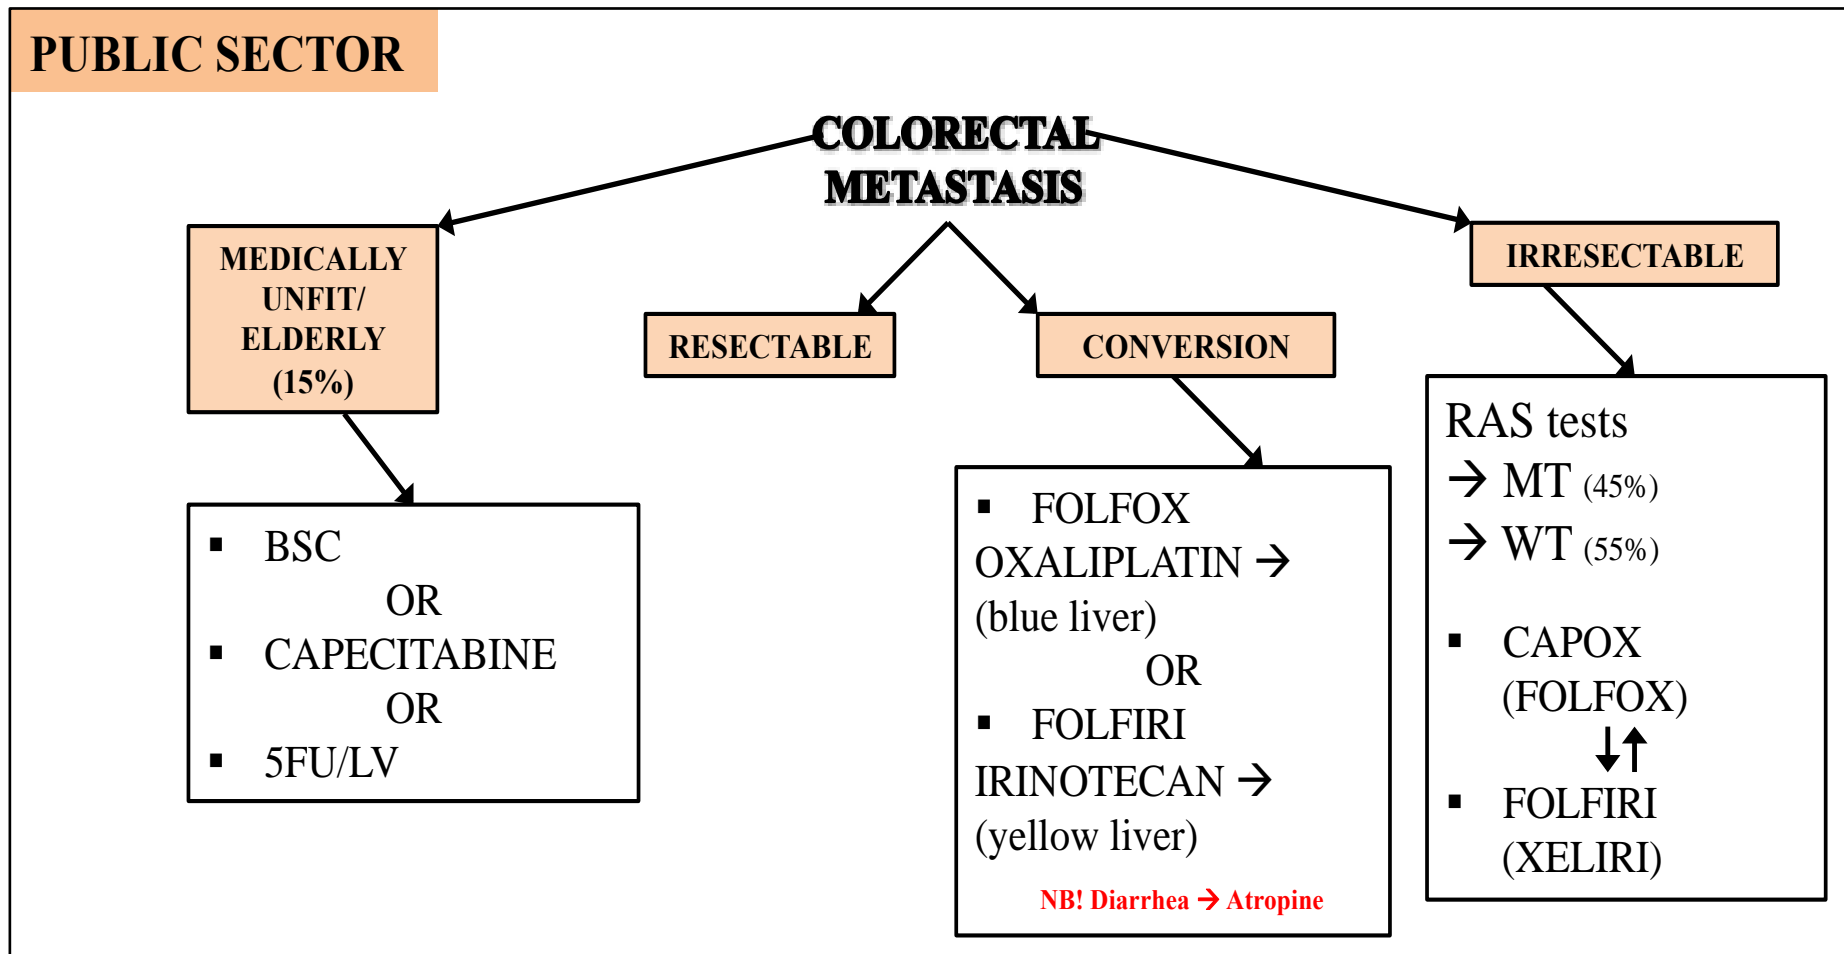 PUBLIC SECTOR
COLORECTAL
METASTASIS
MEDICALLY
UNFIT/
ELDERLY
(15%)
RESECTABLE
CONVERSION
IRRESECTABLE
▪ BSC
OR
▪ CAPECITABINE
OR
▪ 5FU/LV
▪ FOLFOX
OXALIPLATIN →
(blue liver)
OR
▪ FOLFIRI
IRINOTECAN →
(yellow liver)
NB! Diarrhea → Atropine
RAS tests
→ MT (45%)
→ WT (55%)
▪ CAPOX
(FOLFOX)
▪ FOLFIRI
(XELIRI)